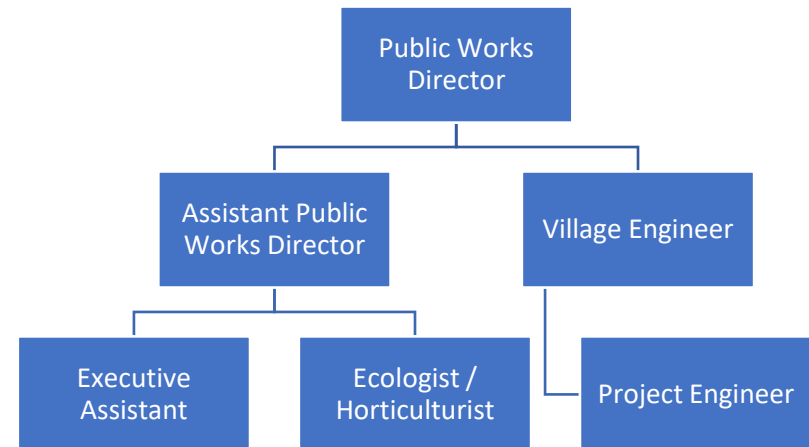 Public Works
Director
Assistant Public
Works Director
Village Engineer
Executive
Assistant
Ecologist /
Horticulturist
Project Engineer